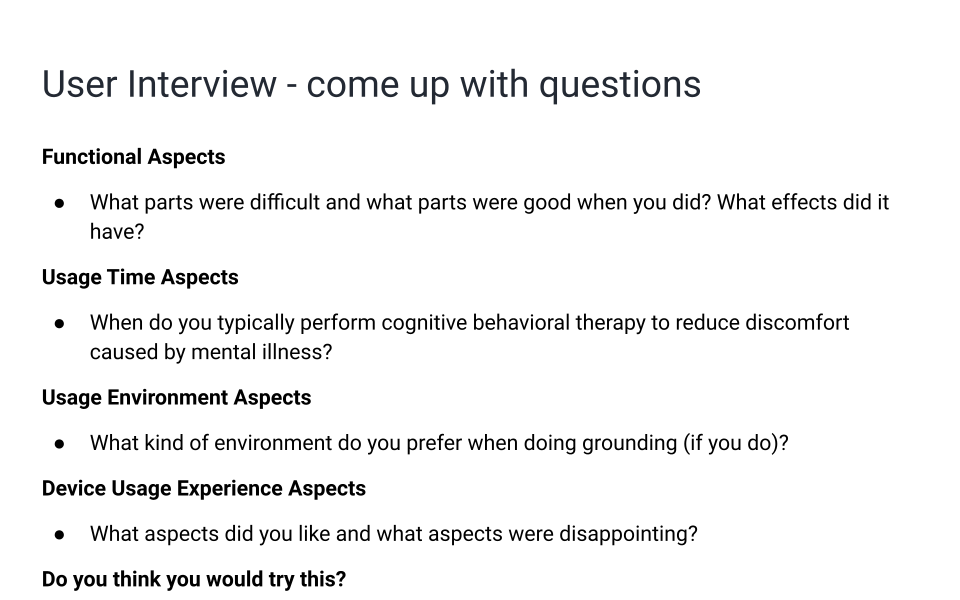 User Interview - come up with questions
Functional Aspects
● What parts were difficult and what parts were good when you did? What effects did it
have?
Usage Time Aspects
● When do you typically perform cognitive behavioral therapy to reduce discomfort
caused by mental illness?
Usage Environment Aspects
● What kind of environment do you prefer when doing grounding (if you do)?
Device Usage Experience Aspects
● What aspects did you like and what aspects were disappointing?
Do you think you would try this?